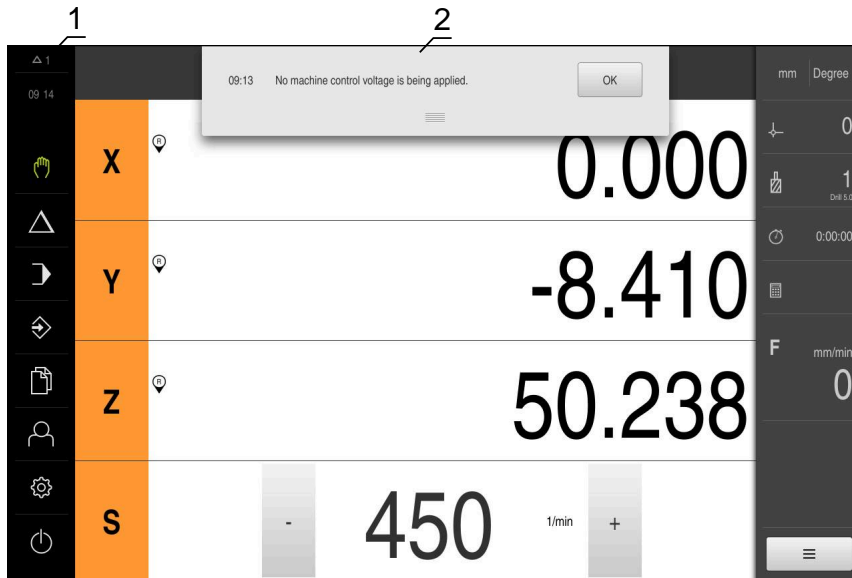 1 2
1
09 14
09:13 No machine control voltage is being applied. OK
mm Degree
X R 0.000
0
1
Drill 5.0
0:00:00
Y R -8.410
F mm/min
0
Z R 50.238
S - 450 1/min +